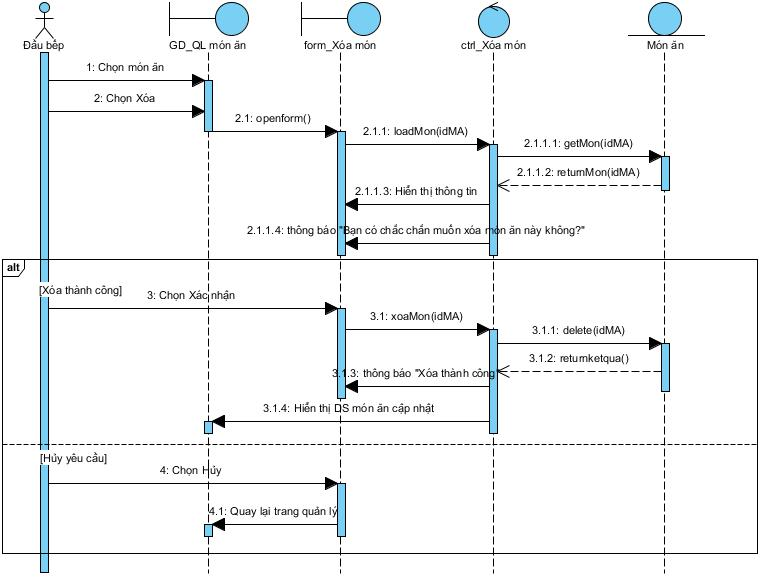 Đầu bếp
GD_QL món ăn
form_Xóa món
ctrl_Xóa món
Món ăn
1: Chọn món ăn
2: Chọn Xóa
2.1: openform()
2.1.1: loadMon(idMA)
2.1.1.1: getMon(idMA)
2.1.1.2: returnMon(idMA)
2.1.1.3: Hiển thị thông tin
2.1.1.4: thông báo "Bạn có chắc chắn muốn xóa món ăn này không?"
alt
[Xóa thành công]
3: Chọn Xác nhận
3.1: xoaMon(idMA)
3.1.1: delete(idMA)
3.1.2: returnketqua()
3.1.3: thông báo "Xóa thành công"
3.1.4: Hiển thị DS món ăn cập nhật
[Hủy yêu cầu]
4: Chọn Hủy
4.1: Quay lại trang quản lý